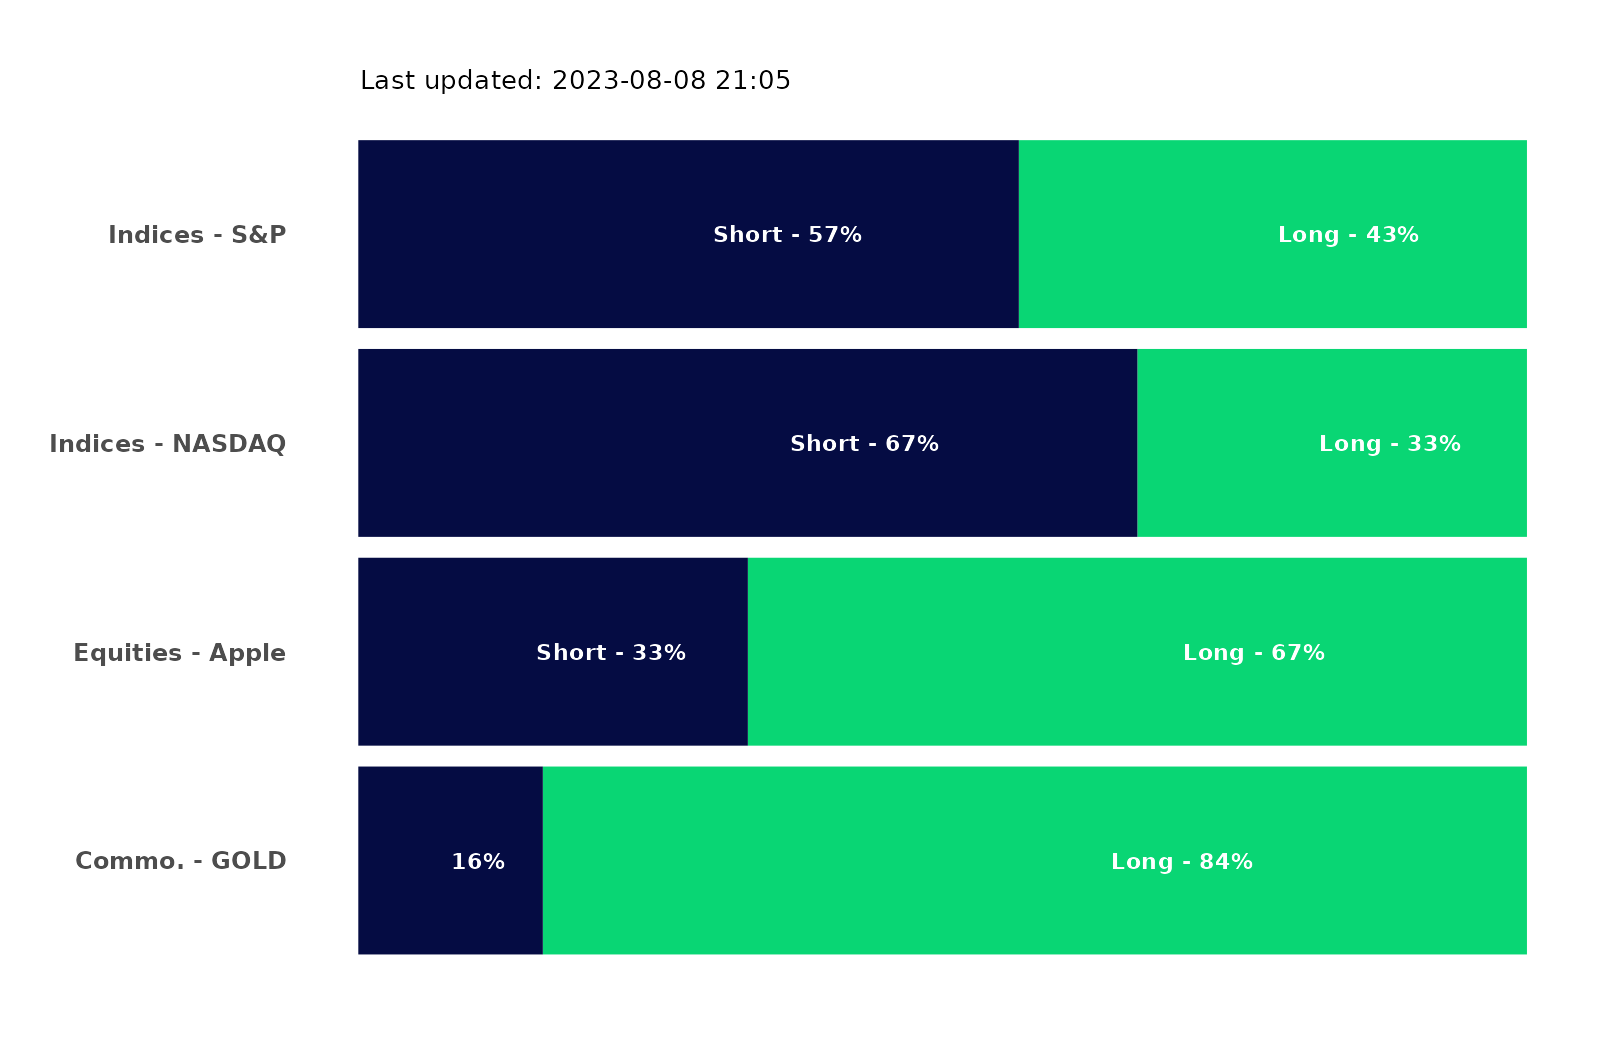 Last updated: 2023-08-08 21:05
Indices - S&P Short - 57% Long - 43%
Indices - NASDAQ Short - 67% Long - 33%
Equities - Apple Short - 33% Long - 67%
Commo. - GOLD 16% Long - 84%